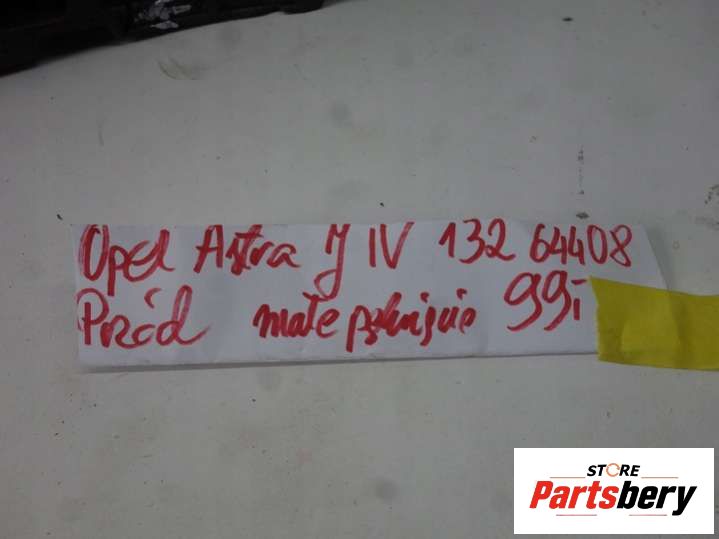 Opel Astra J IV 13264408
Przód małe pęknięcie 99,-
STORE
Partsbery